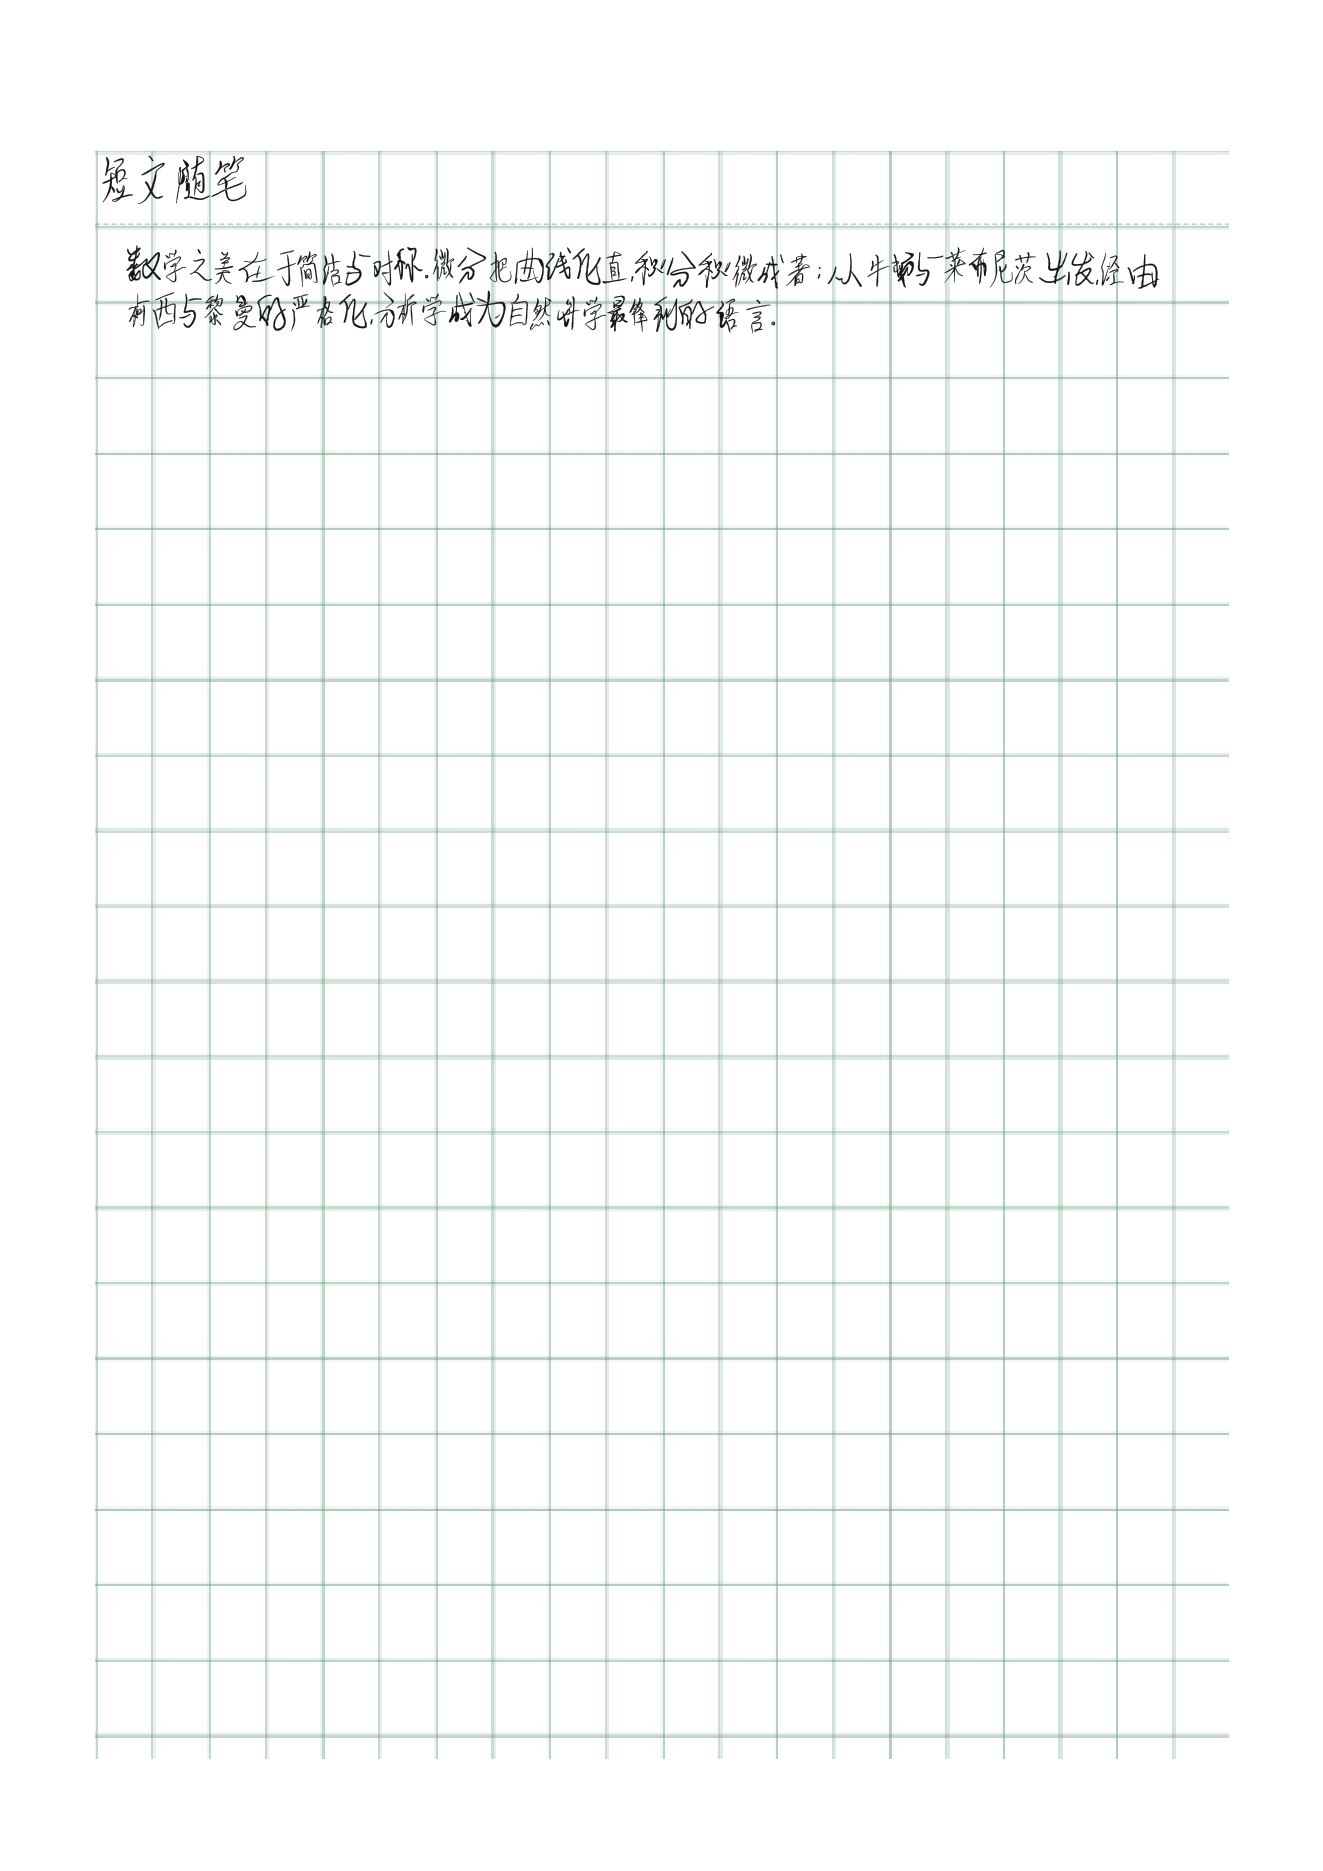 短文随笔
数学之美在于简洁与对称.微分把曲线化直,积分积微成著;从牛顿与莱布尼茨出发,经由
柯西与黎曼的严格化,分析学成为自然科学最锋利的语言.